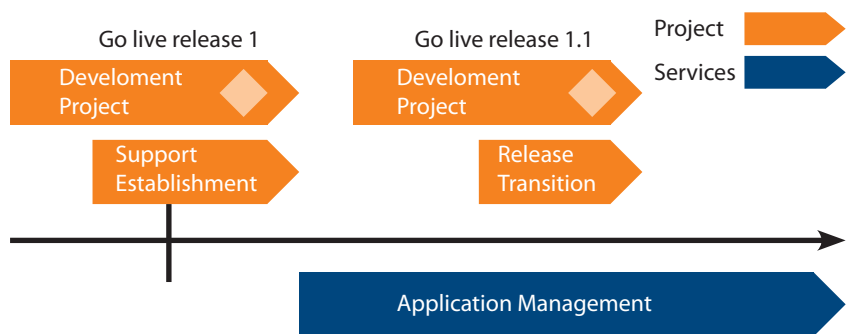 Go live release 1
Go live release 1.1
Project
Services
Develoment
Project
Develoment
Project
Support
Establishment
Release
Transition
Application Management